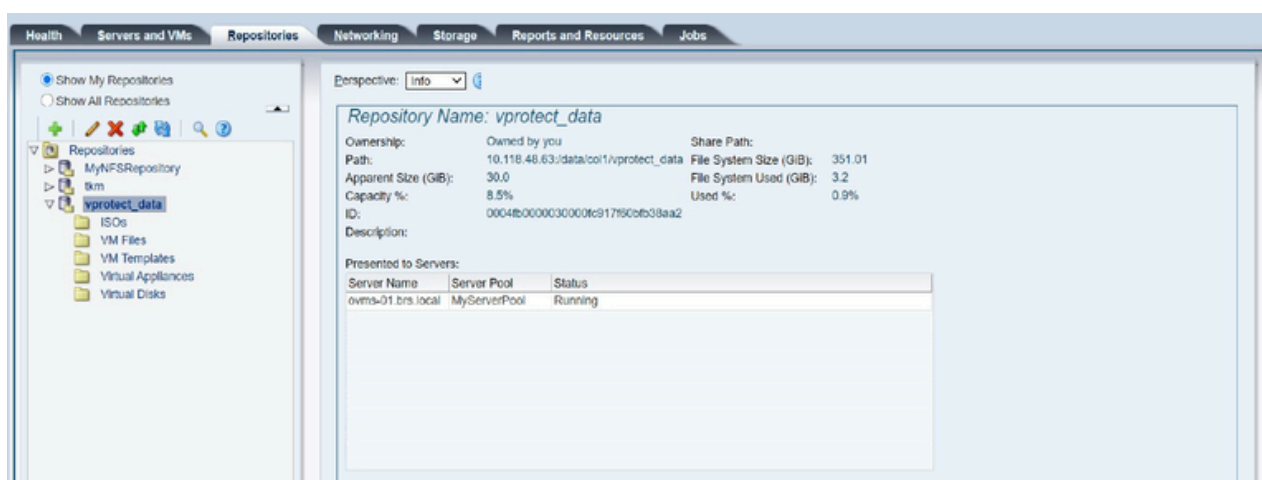 Health Servers and VMs Repositories Networking Storage Reports and Resources Jobs
Show My Repositories
Show All Repositories
Repositories
MyNFSRepository
tkm
vprotect_data
ISOs
VM Files
VM Templates
Virtual Appliances
Virtual Disks
Perspective: Info
Repository Name: vprotect_data
Ownership: Owned by you Share Path:
Path: 10.118.48.63:/data/col1/vprotect_data File System Size (GiB): 351.01
Apparent Size (GiB): 30.0 File System Used (GiB): 3.2
Capacity %: 8.5% Used %: 0.9%
ID:
Description:
Presented to Servers:
Server Name Server Pool Status
ovms-01.brs.local MyServerPool Running